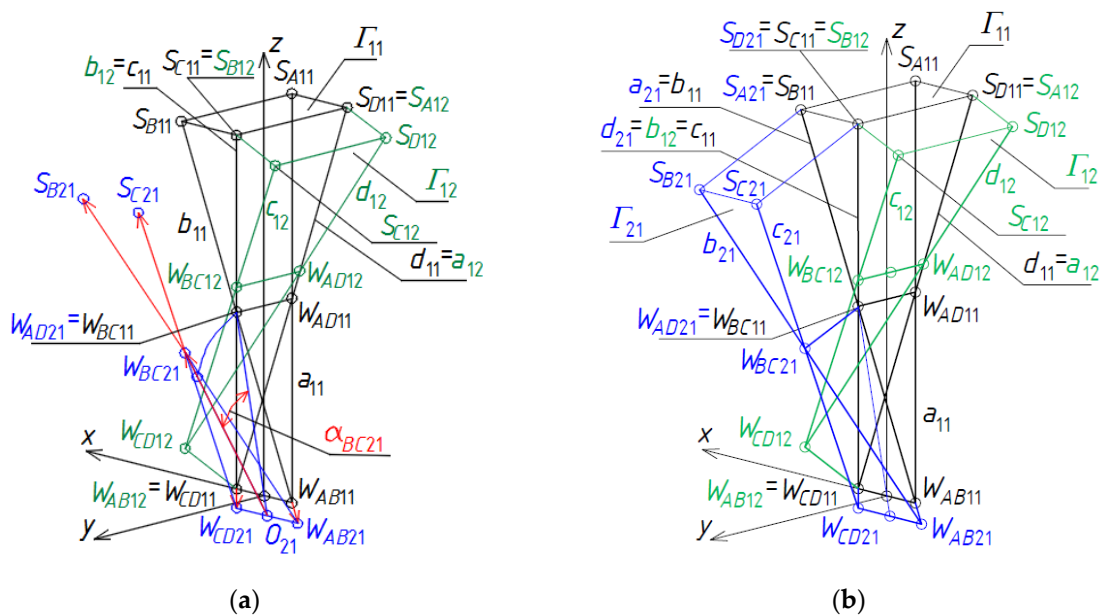 z
Γ11
SC11=SB12
b12=c11
SA11
SD11=SA12
SB11
SD12
Γ12
SB21
SC21
d12
c12
b11
SC12
WBC12
WAD12
d11=a12
WAD21=WBC11
WAD11
WBC21
a11
x
WCD12
αBC21
WAB12=WCD11
WAB11
y
WCD21
O21
WAB21
(a)
z
SD21=SC11=SB12
Γ11
SA11
a21=b11
SA21=SB11
SD11=SA12
d21=b12=c11
SD12
Γ12
SB21
SC21
d12
c12
Γ21
c21
SC12
b21
WBC12
WAD12
d11=a12
WAD21=WBC11
WAD11
WBC21
a11
x
WCD12
WAB12=WCD11
WAB11
y
WCD21
WAB21
(b)